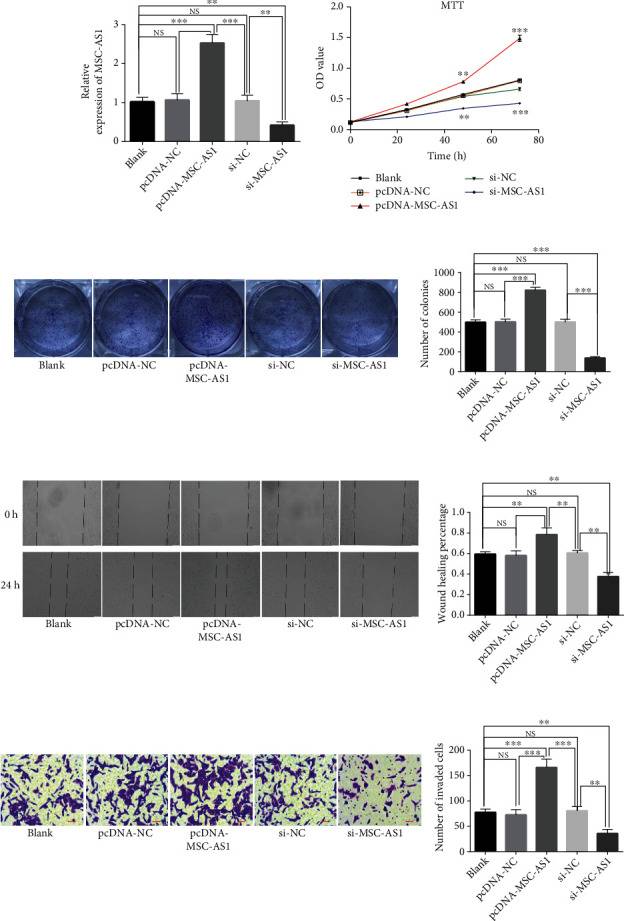 Relative
expression of MSC-AS1
3
2
1
0
**
NS
**
***
***
NS
Blank
pcDNA-NC
pcDNA-MSC-AS1
si-NC
si-MSC-AS1
MTT
OD value
2.0
1.5
1.0
0.5
0.0
0 20 40 60 80
Time (h)
***
**
**
***
Blank
pcDNA-NC
pcDNA-MSC-AS1
si-NC
si-MSC-AS1
Blank
pcDNA-NC
pcDNA-
MSC-AS1
si-NC
si-MSC-AS1
Number of colonies
1000
800
600
400
200
0
***
NS
***
***
NS
***
Blank
pcDNA-NC
pcDNA-MSC-AS1
si-NC
si-MSC-AS1
0 h
24 h
Blank
pcDNA-NC
pcDNA-
MSC-AS1
si-NC
si-MSC-AS1
Wound healing percentage
1.0
0.8
0.6
0.4
0.2
0.0
**
NS
**
**
NS
**
Blank
pcDNA-NC
pcDNA-MSC-AS1
si-NC
si-MSC-AS1
Blank
pcDNA-NC
pcDNA-
MSC-AS1
si-NC
si-MSC-AS1
Number of invaded cells
200
150
100
50
0
**
NS
***
***
NS
***
**
Blank
pcDNA-NC
pcDNA-MSC-AS1
si-NC
si-MSC-AS1